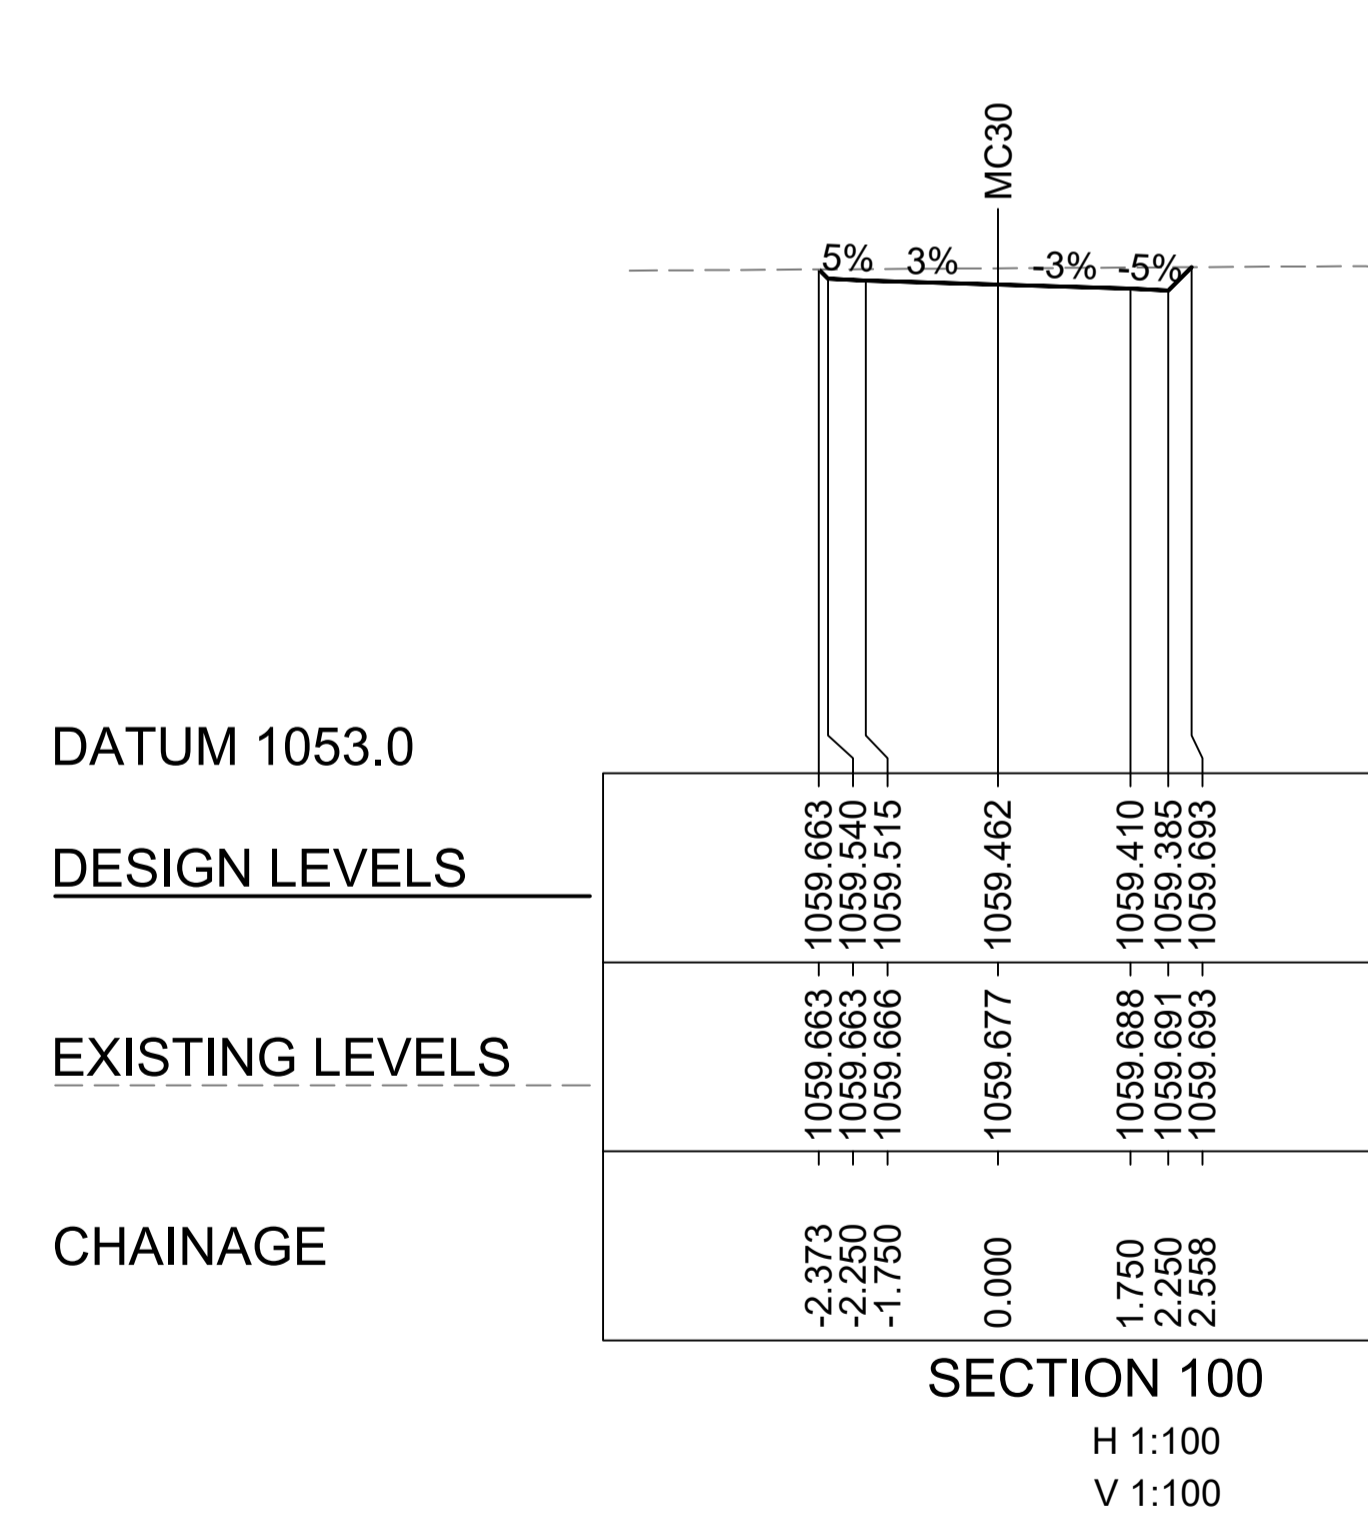 MC30
5% 3% -3% -5%
DATUM 1053.0
DESIGN LEVELS
1059.663 1059.540 1059.515 1059.462 1059.410 1059.385 1059.693
EXISTING LEVELS
1059.663 1059.663 1059.666 1059.677 1059.688 1059.691 1059.693
CHAINAGE
-2.373 -2.250 -1.750 0.000 1.750 2.250 2.558
SECTION 100
H 1:100
V 1:100